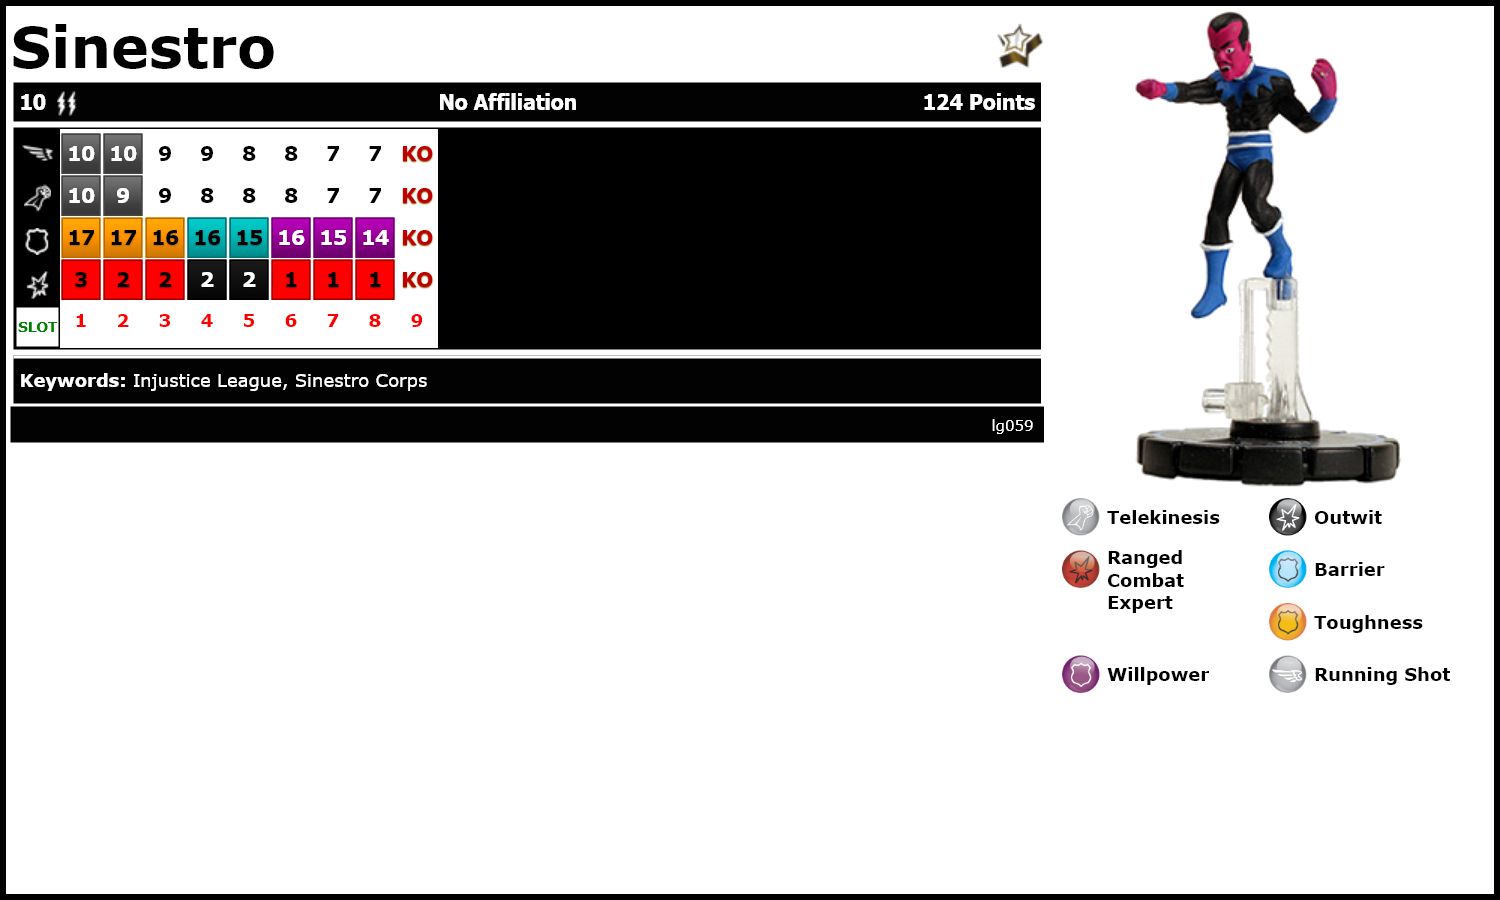 Sinestro
10 No Affiliation 124 Points
10 10 9 9 8 8 7 7 KO
10 9 9 8 8 8 7 7 KO
17 17 16 16 15 16 15 14 KO
3 2 2 2 2 1 1 1 KO
SLOT 1 2 3 4 5 6 7 8 9
Keywords: Injustice League, Sinestro Corps
lg059
Telekinesis
Outwit
Ranged
Combat
Expert
Barrier
Toughness
Willpower
Running Shot